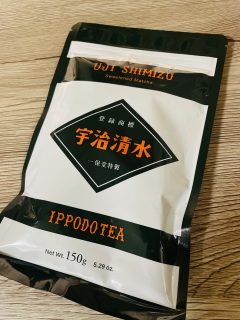 UJI SHIMIZU
Sweetened Matcha
登録商標
宇治清水
一保堂特製
IPPODO TEA
Net Wt. 150g 5.29 oz.